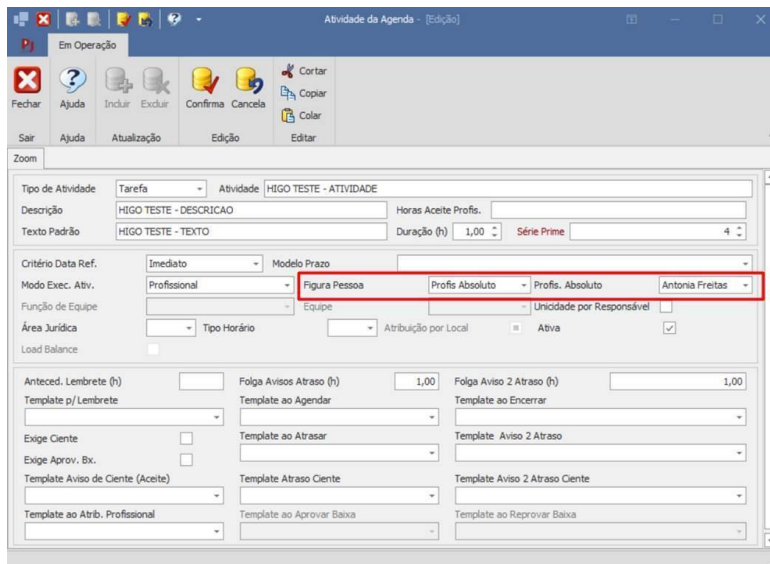 Atividade da Agenda - [Edição]
PJ Em Operação
Fechar Ajuda Incluir Excluir Confirma Cancela Cortar
Copiar
Colar
Sair Ajuda Atualização Edição Editar
Zoom
Tipo de Atividade Tarefa Atividade HIGO TESTE - ATIVIDADE
Descrição HIGO TESTE - DESCRICAO Horas Aceite Profis.
Texto Padrão HIGO TESTE - TEXTO Duração (h) 1,00 Série Prime 4
Critério Data Ref. Imediato Modelo Prazo
Modo Exec. Ativ. Profissional Figura Pessoa Profis Absoluto Profis. Absoluto Antonia Freitas
Função de Equipe Equipe Unicidade por Responsável
Área Jurídica Tipo Horário Atribuição por Local Ativa
Load Balance
Anteced. Lembrete (h) Folga Avisos Atraso (h) 1,00 Folga Aviso 2 Atraso (h) 1,00
Template p/ Lembrete Template ao Agendar Template ao Encerrar
Exige Ciente Template ao Atrasar Template Aviso 2 Atraso
Exige Aprov. Bx.
Template Aviso de Ciente (Aceite) Template Atraso Ciente Template Aviso 2 Atraso Ciente
Template ao Atrib. Profissional Template ao Aprovar Baixa Template ao Reprovar Baixa